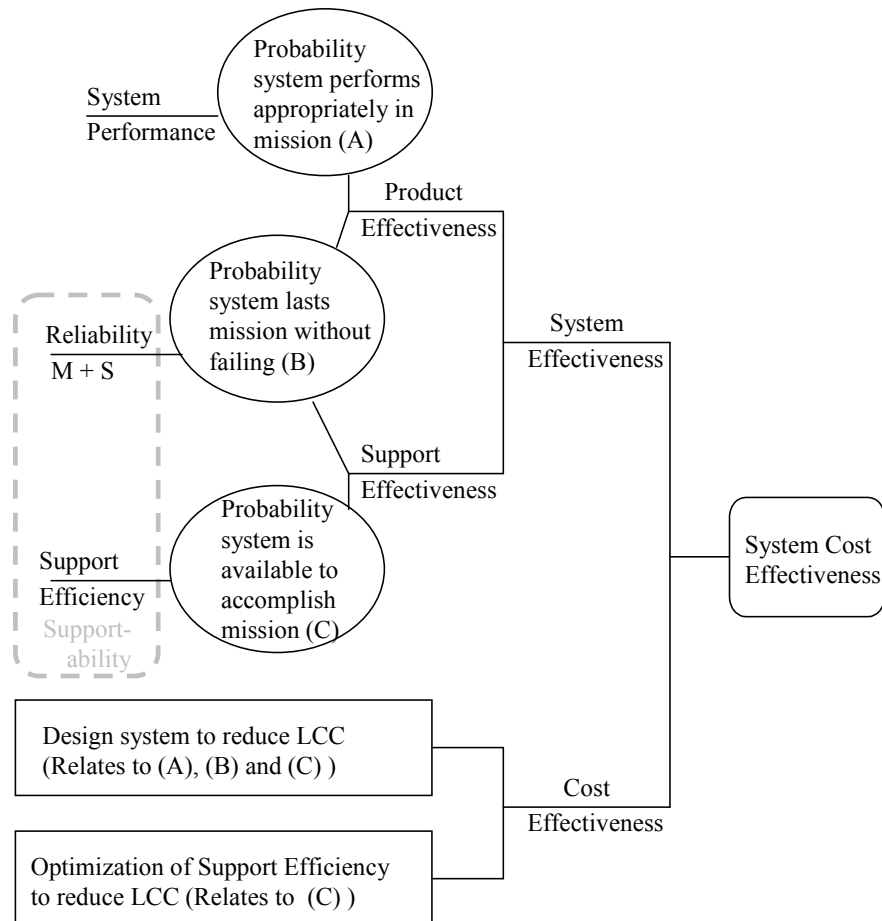 Probability
system performs
appropriately in
mission (A)
System
Performance
Product
Effectiveness
Probability
system lasts
mission without
failing (B)
Reliability
M + S
System
Effectiveness
Support
Effectiveness
Probability
system is
available to
accomplish
mission (C)
Support
Efficiency
Support-
ability
System Cost
Effectiveness
Design system to reduce LCC
(Relates to (A), (B) and (C) )
Cost
Effectiveness
Optimization of Support Efficiency
to reduce LCC (Relates to (C) )